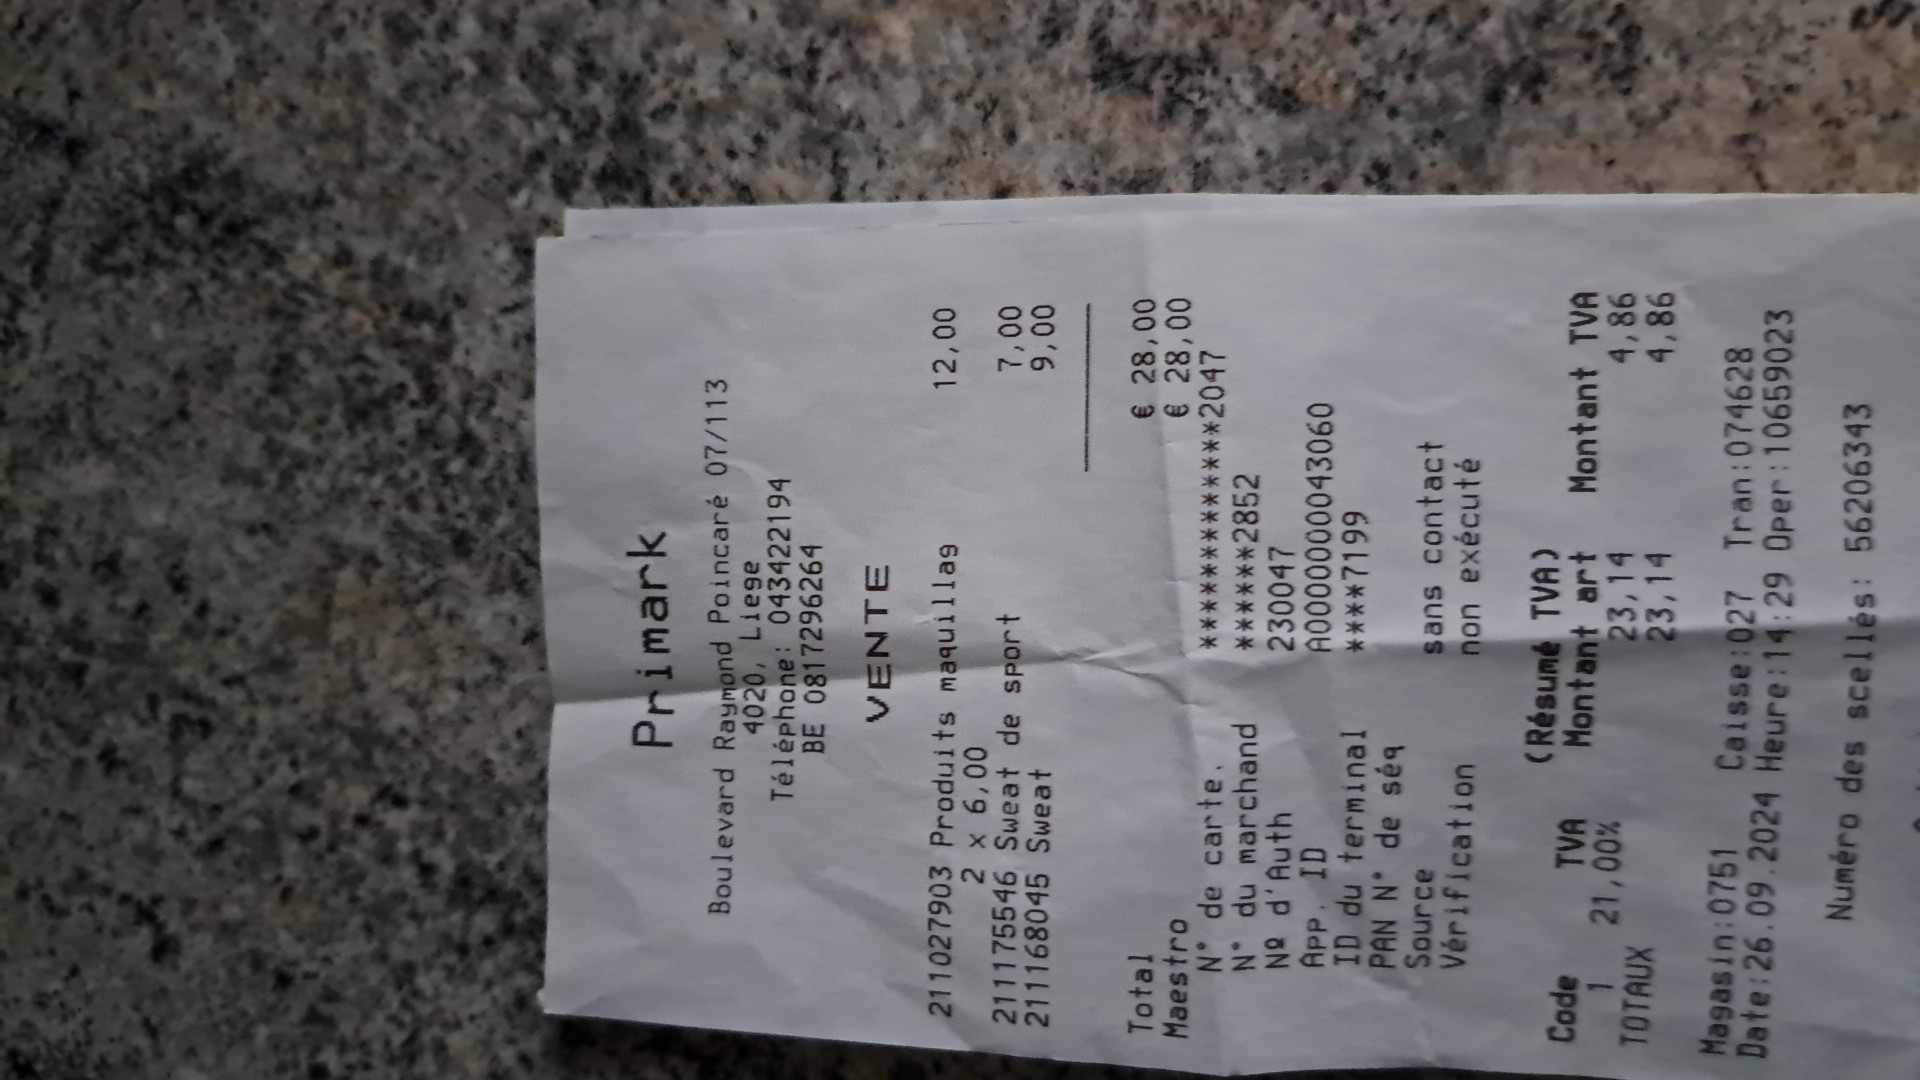 Primark
Boulevard Raymond Poincaré 07/113
4020, Liege
Téléphone: 043422194
BE 0817296264
VENTE
211027903 Produits maquillag 12,00
2 x 6,00
211175546 Sweat de sport 7,00
211168045 Sweat 9,00
Total € 28,00
Maestro € 28,00
N° de carte. ***************2047
N° du marchand ******2852
Nº d'Auth 230047
App. ID A0000000043060
ID du terminal ****7199
PAN N° de séq
Source sans contact
Vérification non exécuté
(Résumé TVA)
Code TVA Montant art Montant TVA
1 21,00% 23,14 4,86
TOTAUX 23,14 4,86
Magasin:0751 Caisse:027 Tran:074628
Date:26.09.2024 Heure:14:29 Oper:10659023
Numéro des scellés: 56206343